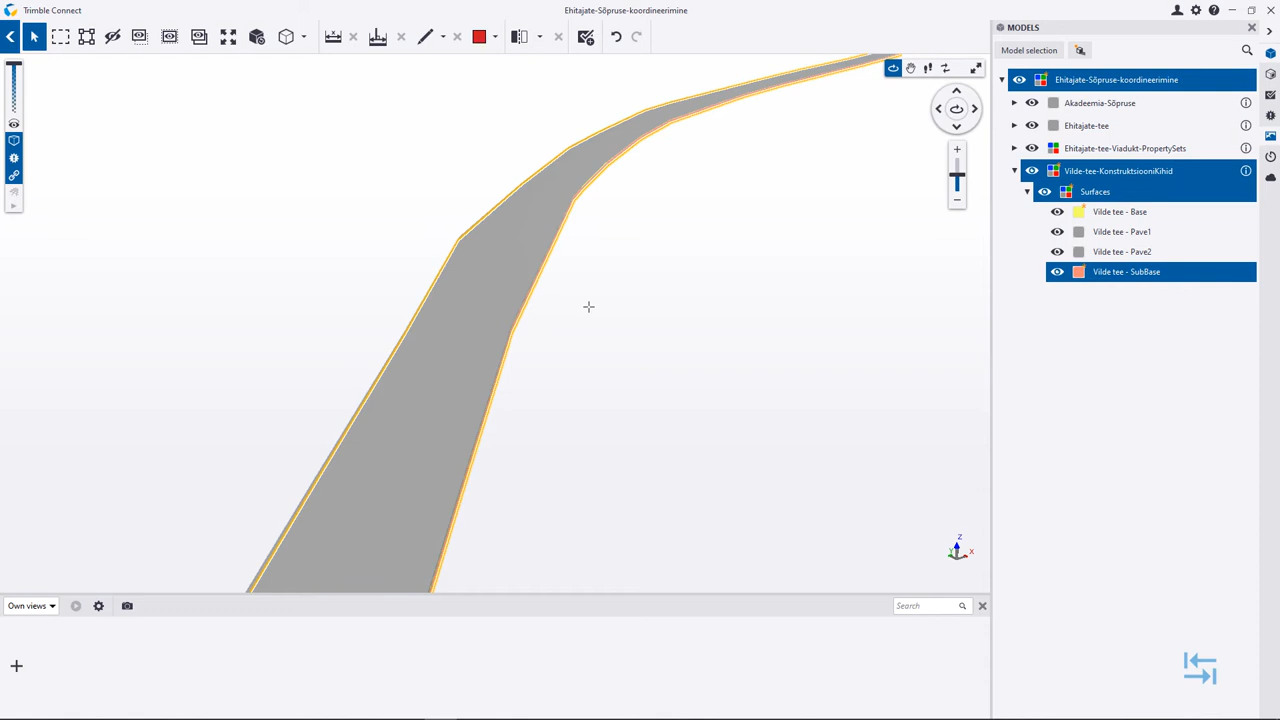 Trimble Connect
Ehitajate-Sõpruse-koordineerimine
MODELS
Model selection
Ehitajate-Sõpruse-koordineerimine
Akadeemia-Sõpruse
Ehitajate-tee
Ehitajate-tee-Viadukt-PropertySets
Vilde-tee-KonstruktsiooniKihid
Surfaces
Vilde tee - Base
Vilde tee - Pave1
Vilde tee - Pave2
Vilde tee - SubBase
Z
Y
X
Own views
Search